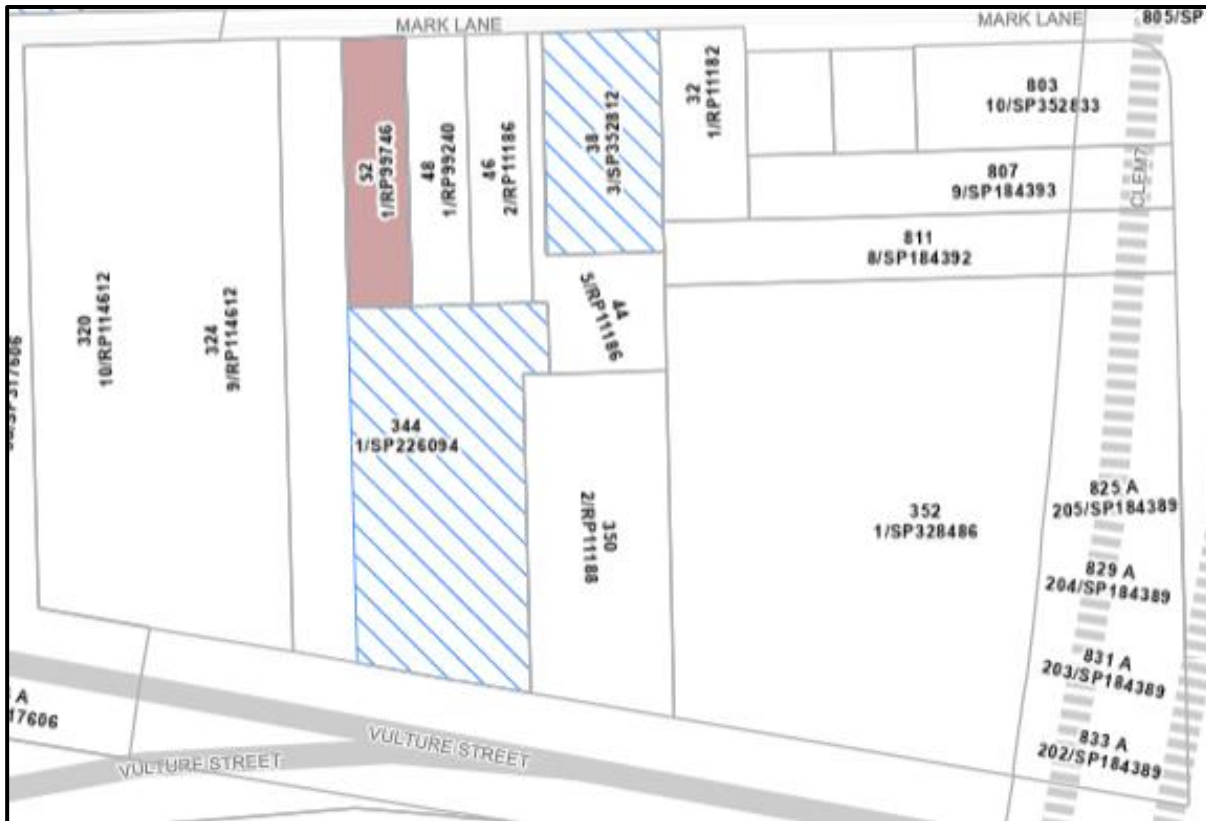 MARK LANE
MARK LANE
805/SP
803
10/SP352833
32
1/RP11182
38
3/SP352812
52
1/RP99746
48
1/RP99240
46
2/RP11186
807
9/SP184393
CLEM7
811
8/SP184392
44
5/RP11186
320
10/RP114612
324
9/RP114612
344
1/SP226094
350
2/RP11188
352
1/SP328486
825 A
205/SP184389
829 A
204/SP184389
831 A
203/SP184389
833 A
202/SP184389
A
17606
VULTURE STREET
VULTURE STREET